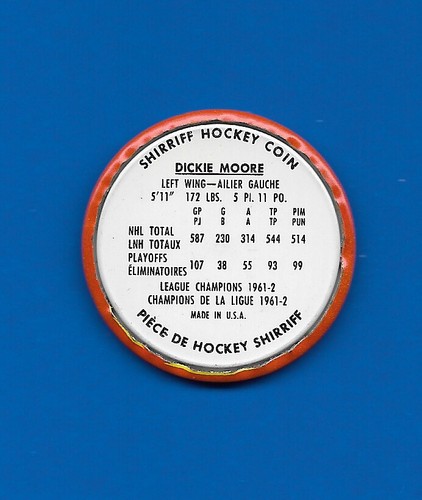 SHIRRIFF HOCKEY COIN
DICKIE MOORE
LEFT WING—AILIER GAUCHE
5'11" 172 LBS. 5 PI. 11 PO.
GP G A TP PIM
PJ B A TP PUN
NHL TOTAL
LNH TOTAUX 587 230 314 544 514
PLAYOFFS
ÉLIMINATOIRES 107 38 55 93 99
LEAGUE CHAMPIONS 1961-2
CHAMPIONS DE LA LIGUE 1961-2
MADE IN U.S.A.
PIÈCE DE HOCKEY SHIRRIFF